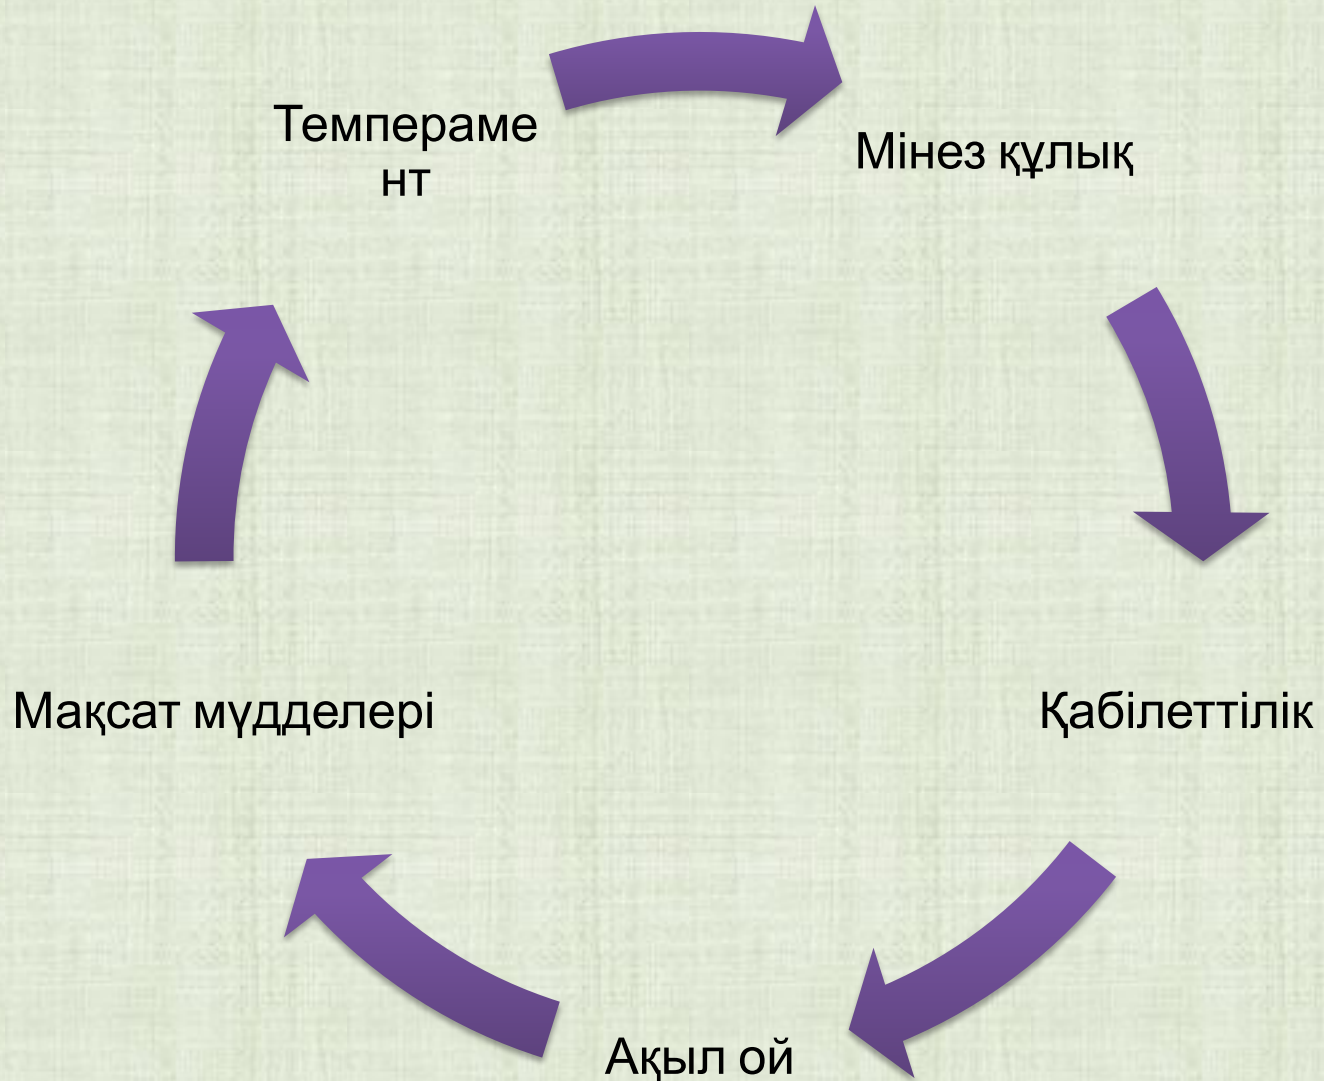 Темпераме
нт
Мінез құлық
Қабілеттілік
Ақыл ой
Мақсат мүдделері